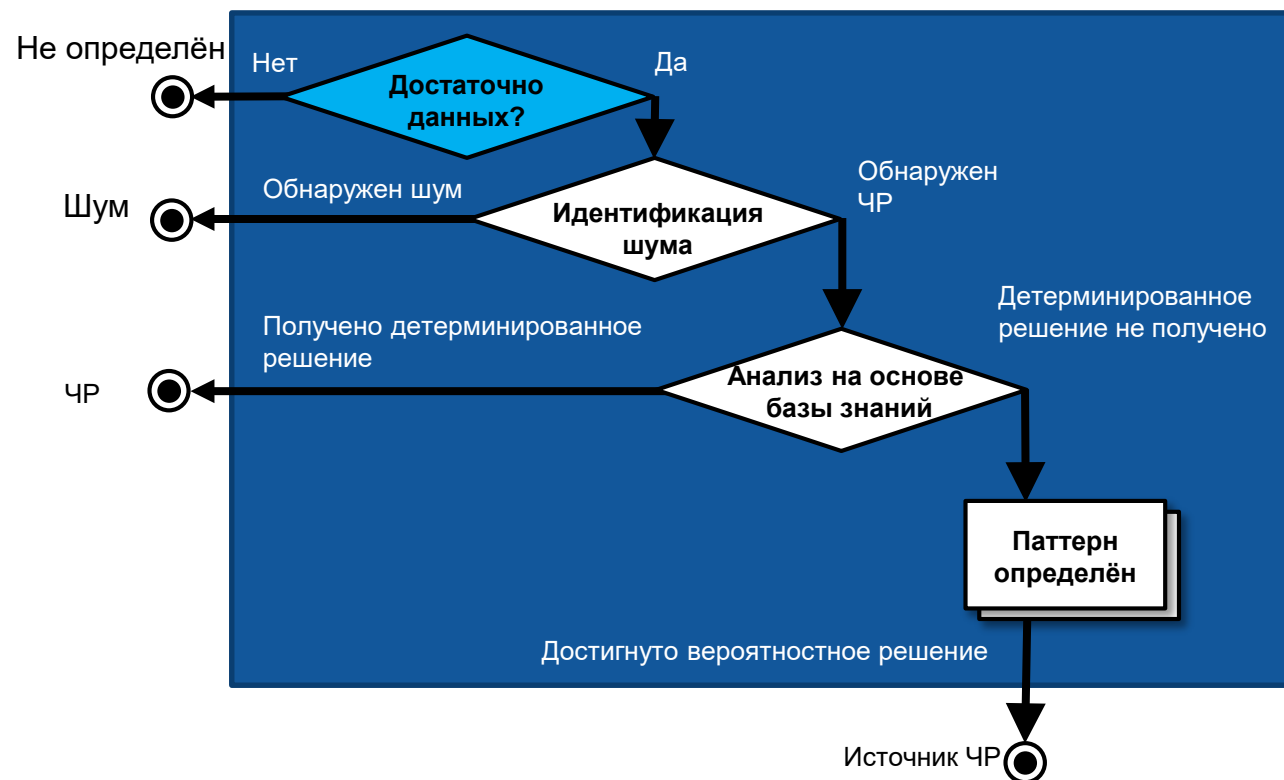 Не определён
Нет
Достаточно
данных?
Да
Шум
Обнаружен шум
Идентификация
шума
Обнаружен
ЧР
ЧР
Получено детерминированное
решение
Анализ на основе
базы знаний
Детерминированное
решение не получено
Паттерн
определён
Достигнуто вероятностное решение
Источник ЧР